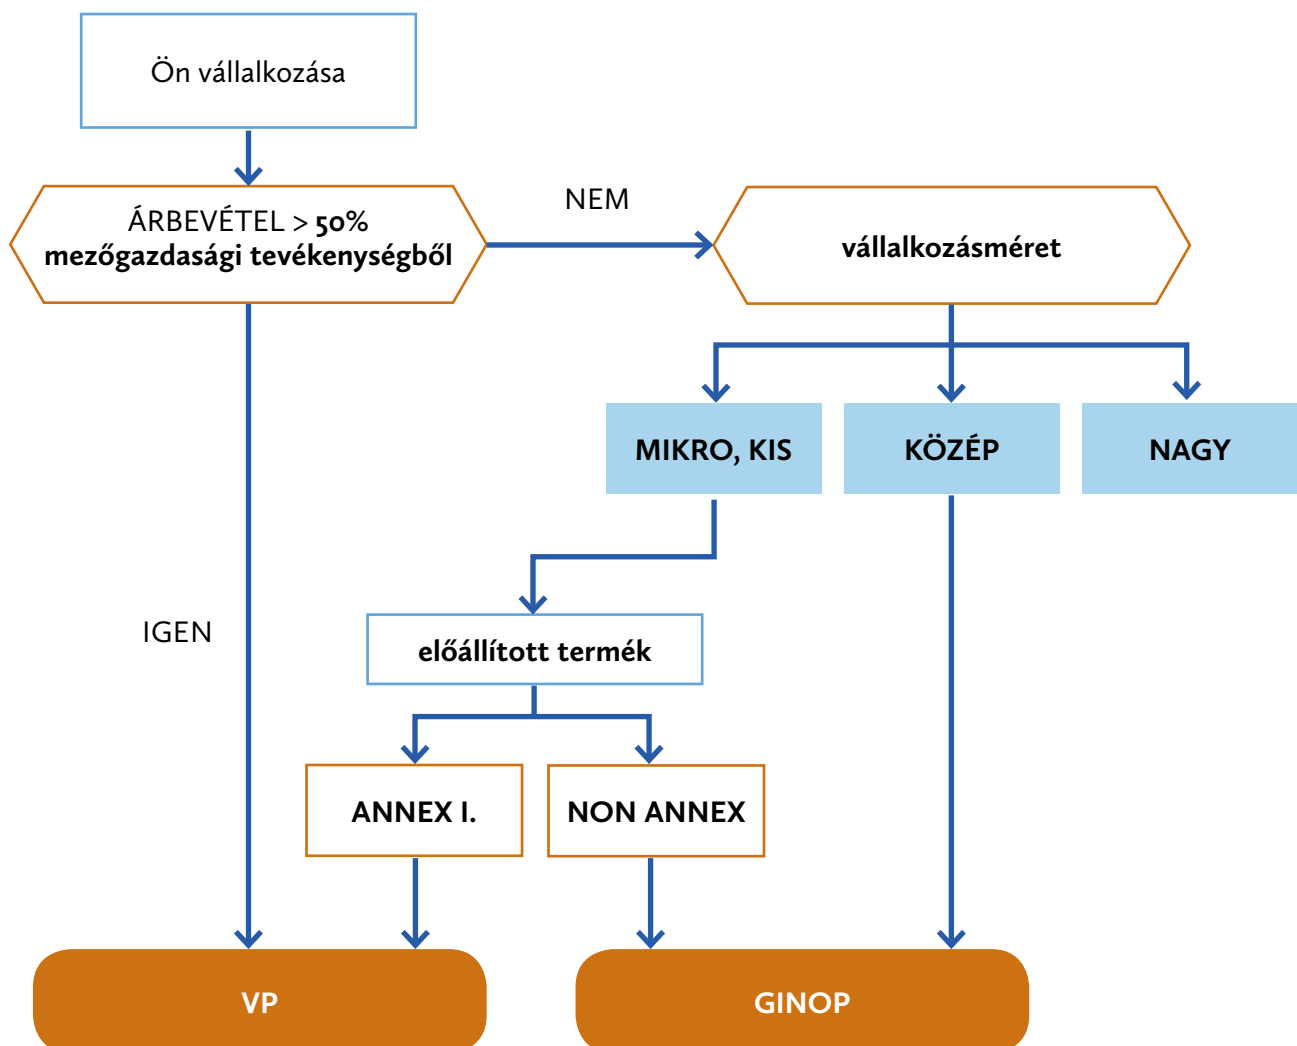 Ön vállalkozása
ÁRBEVÉTEL > 50%
mezőgazdasági tevékenységből
NEM
vállalkozásméret
MIKRO, KIS
KÖZÉP
NAGY
IGEN
előállított termék
ANNEX I.
NON ANNEX
VP
GINOP